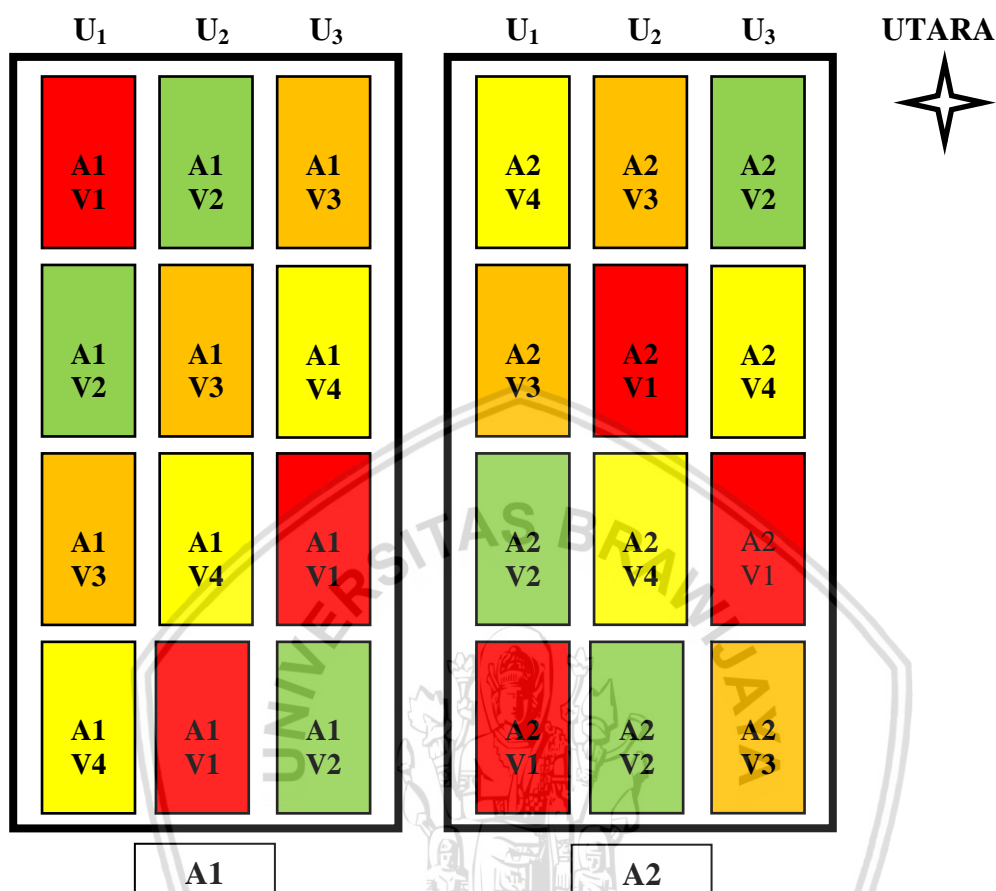 U₁ U₂ U₃ U₁ U₂ U₃ UTARA
A1 A1 A1 A2 A2 A2
V1 V2 V3 V4 V3 V2
A1 A1 A1 A2 A2 A2
V2 V3 V4 V3 V1 V4
A1 A1 A1 A2 A2 A2
V3 V4 V1 V2 V4 V1
A1 A1 A1 A2 A2 A2
V4 V1 V2 V1 V2 V3
A1 A2
UNIVERSITAS BRAWIJAYA